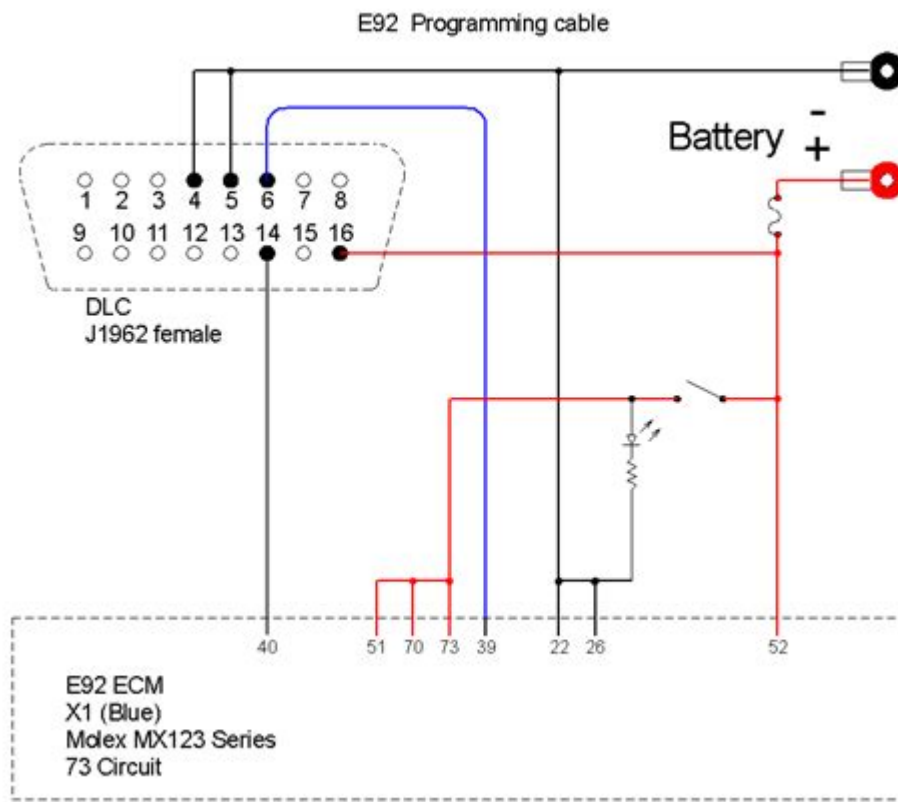 E92 Programming cable
-
Battery +
1 2 3 4 5 6 7 8
9 10 11 12 13 14 15 16
DLC
J1962 female
40 51 70 73 39 22 26 52
E92 ECM
X1 (Blue)
Molex MX123 Series
73 Circuit